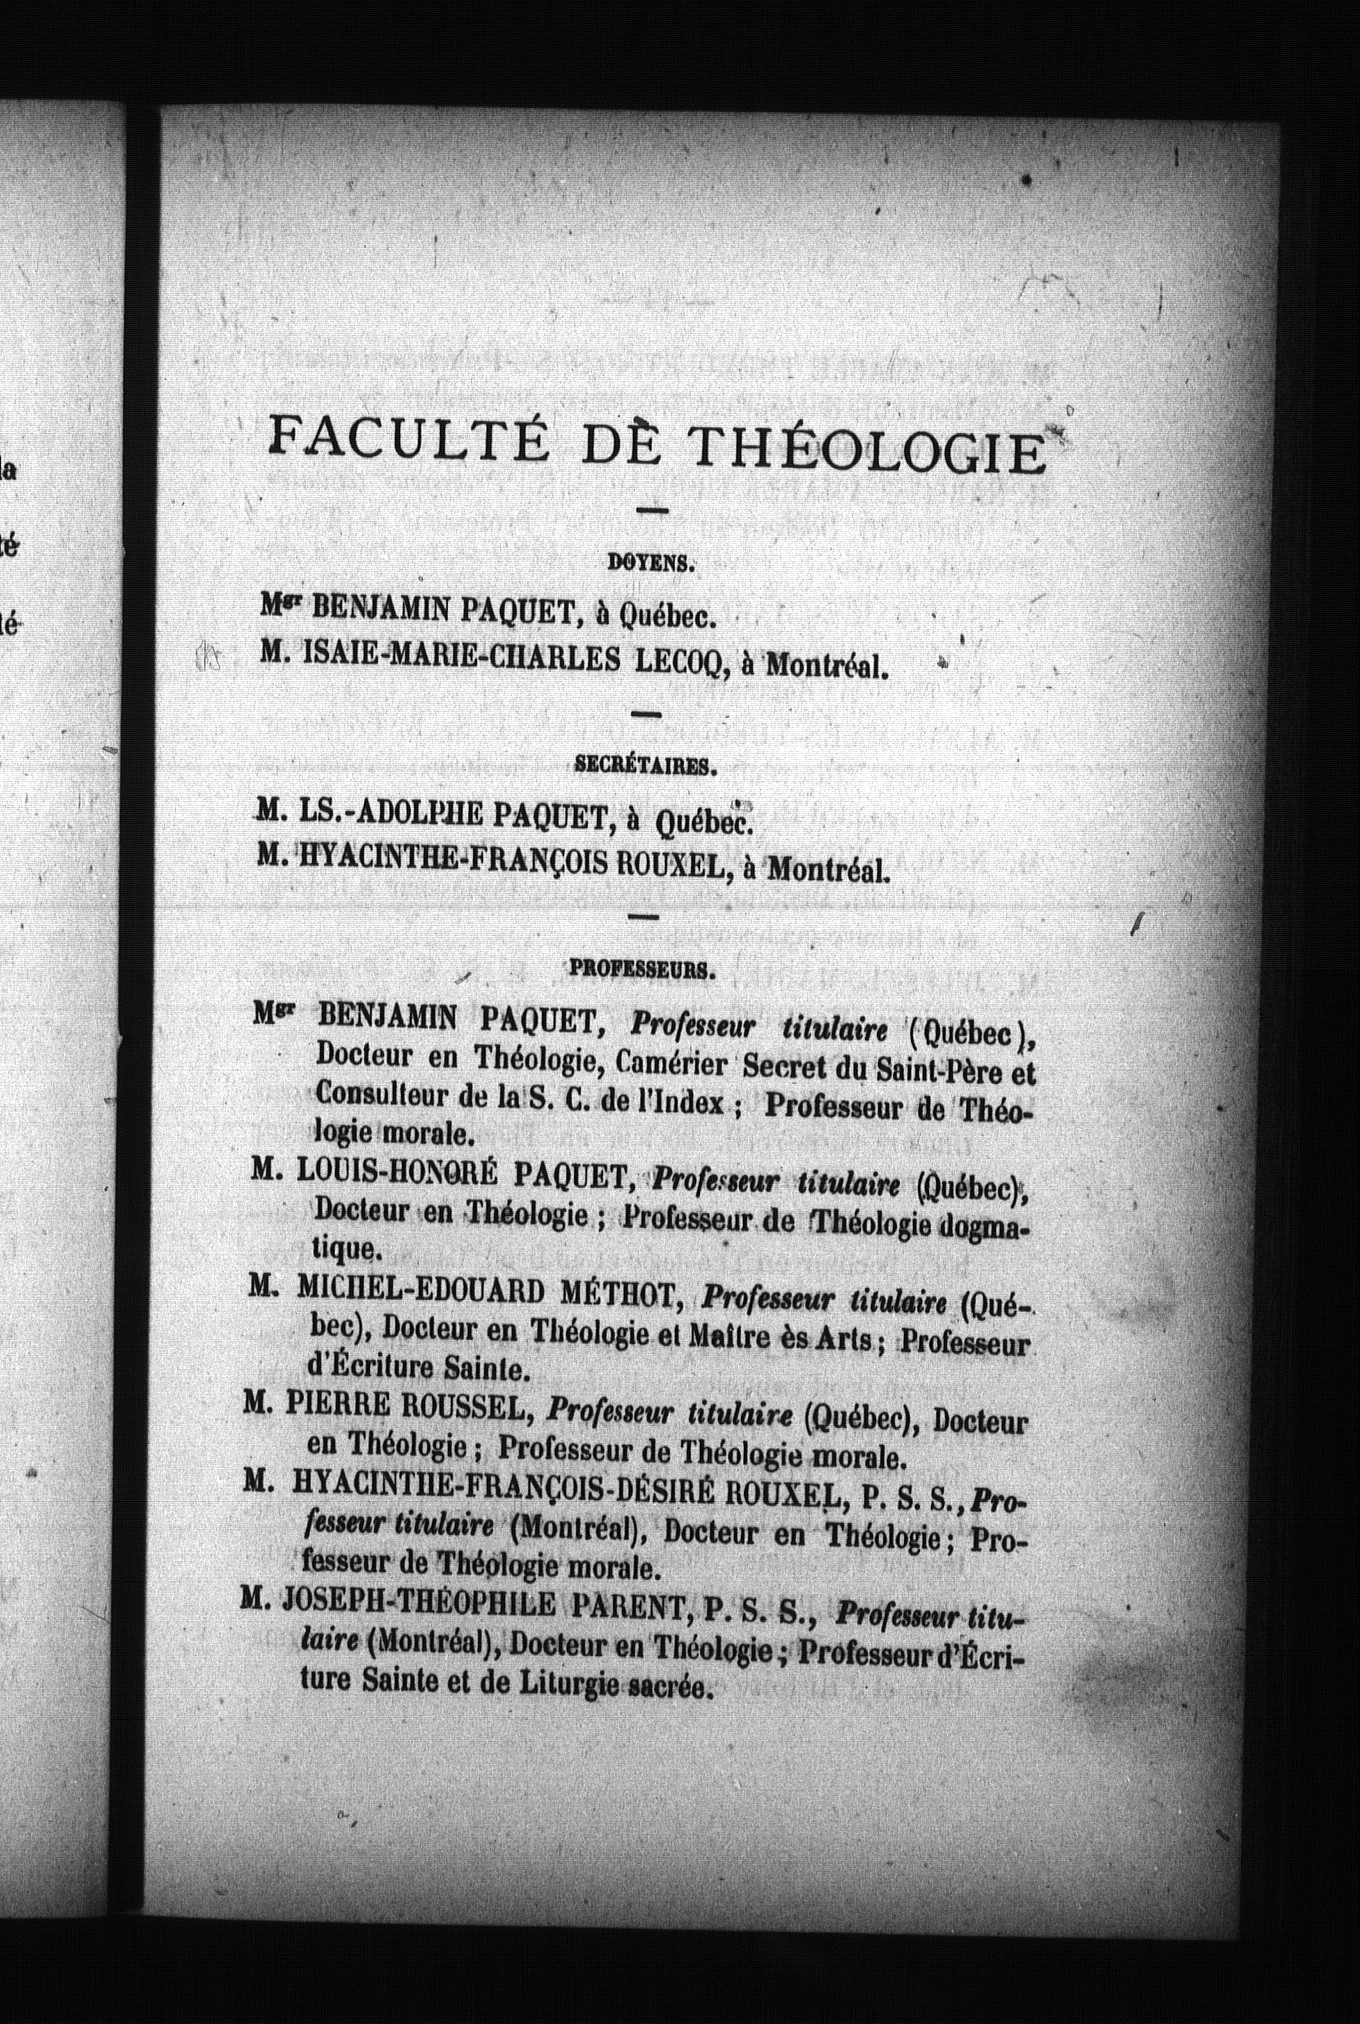 la
té
lé
FACULTÉ DE THÉOLOGIE
DOYENS.
Mgr BENJAMIN PAQUET, à Québec.
M. ISAIE-MARIE-CHARLES LECOQ, à Montréal.
SECRÉTAIRES.
M. LS.-ADOLPHE PAQUET, à Québec.
M. HYACINTHE-FRANÇOIS ROUXEL, à Montréal.
PROFESSEURS.
Mgr BENJAMIN PAQUET, Professeur titulaire (Québec),
Docteur en Théologie, Camérier Secret du Saint-Père et
Consulteur de la S. C. de l'Index ; Professeur de Théo-
logie morale.
M. LOUIS-HONORÉ PAQUET, Professeur titulaire (Québec),
Docteur en Théologie ; Professeur de Théologie dogma-
tique.
M. MICHEL-EDOUARD MÉTHOT, Professeur titulaire (Qué-
bec), Docteur en Théologie et Maître ès Arts ; Professeur
d'Écriture Sainte.
M. PIERRE ROUSSEL, Professeur titulaire (Québec), Docteur
en Théologie ; Professeur de Théologie morale.
M. HYACINTHE-FRANÇOIS-DÉSIRÉ ROUXEL, P. S. S., Pro-
fesseur titulaire (Montréal), Docteur en Théologie ; Pro-
fesseur de Théologie morale.
M. JOSEPH-THÉOPHILE PARENT, P. S. S., Professeur titu-
laire (Montréal), Docteur en Théologie ; Professeur d'Écri-
ture Sainte et de Liturgie sacrée.